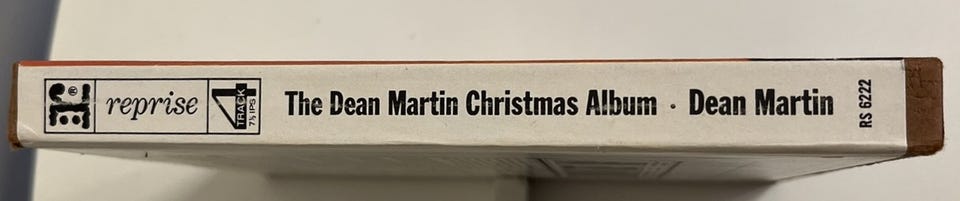 reprise
4
TRACK
7½ IPS
The Dean Martin Christmas Album · Dean Martin
RS 6222